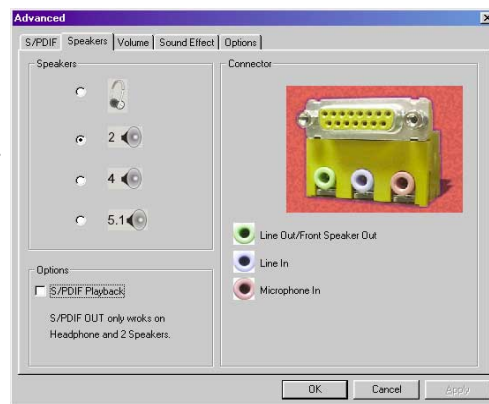 Advanced
S/PDIF Speakers Volume Sound Effect Options
Speakers
2
4
5.1
Options
S/PDIF Playback
S/PDIF OUT only wroks on
Headphone and 2 Speakers.
Connector
Line Out/Front Speaker Out
Line In
Microphone In
OK Cancel Apply